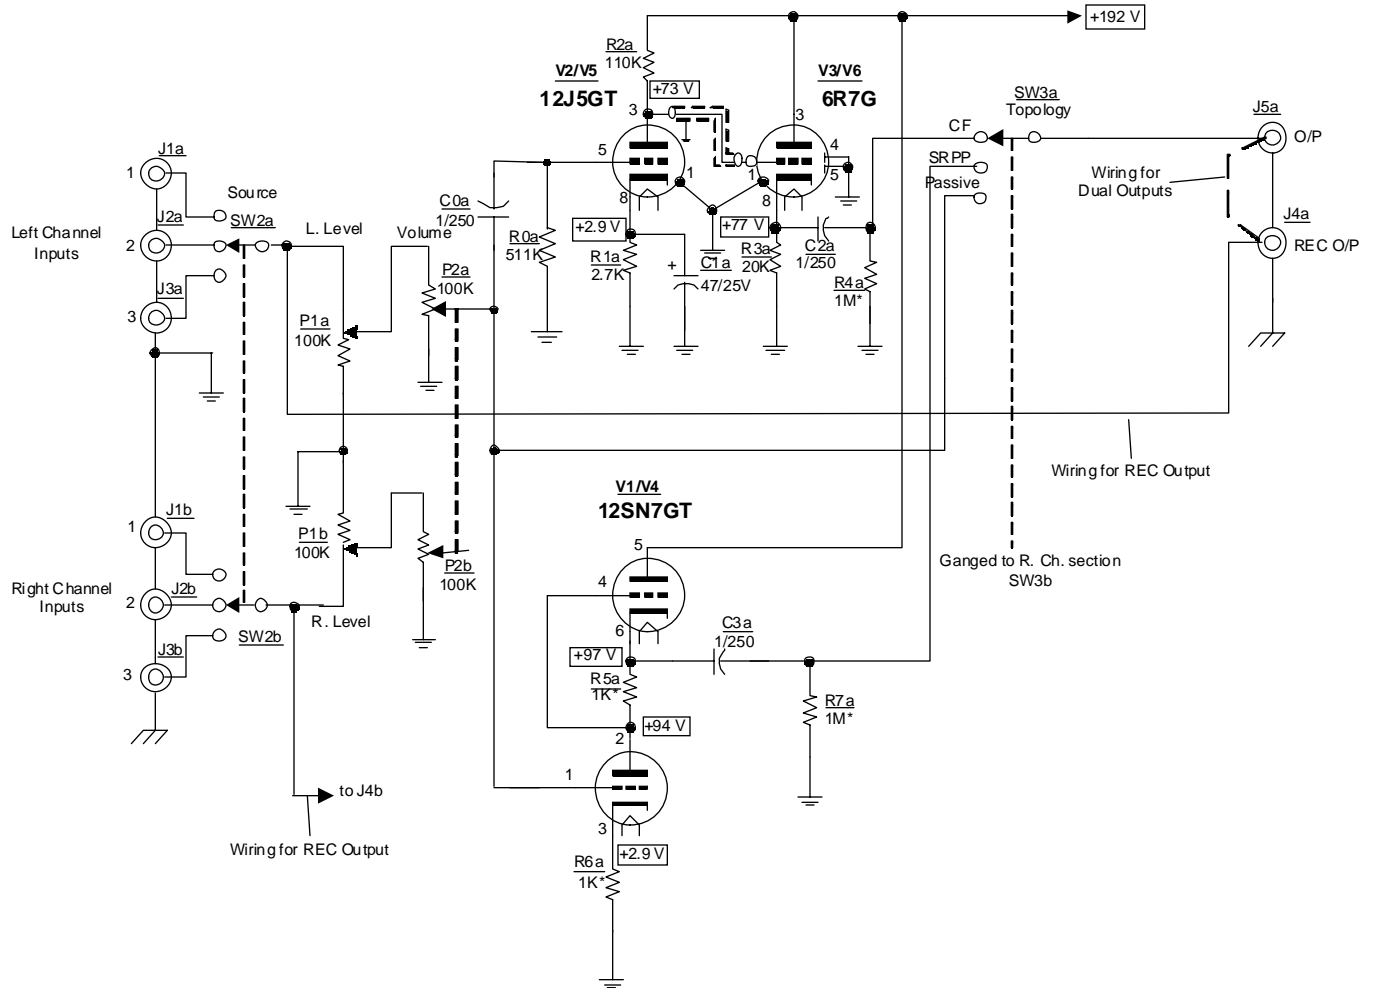 +192 V
R2a
110K
V2/V5
12J5GT
+73 V
3
V3/V6
6R7G
3
SW3a
Topology
J5a
O/P
CF
SRPP
Passive
Wiring for
Dual Outputs
J4a
REC O/P
5
1
8
1
4
5
8
J1a
1
Source
SW2a
J2a
2
Left Channel
Inputs
J3a
3
L. Level
Volume
C0a
1/250
R0a
511K
+2.9 V
R1a
2.7K
+
C1a
47/25V
+77 V
R3a
20K
C2a
1/250
R4a
1M*
P2a
100K
P1a
100K
Wiring for REC Output
V1/V4
12SN7GT
J1b
1
P1b
100K
P2b
100K
5
4
6
Ganged to R. Ch. section
SW3b
Right Channel
Inputs
J2b
2
R. Level
SW2b
J3b
3
C3a
1/250
+97 V
R5a
1K*
R7a
1M*
+94 V
2
1
3
to J4b
Wiring for REC Output
+2.9 V
R6a
1K*